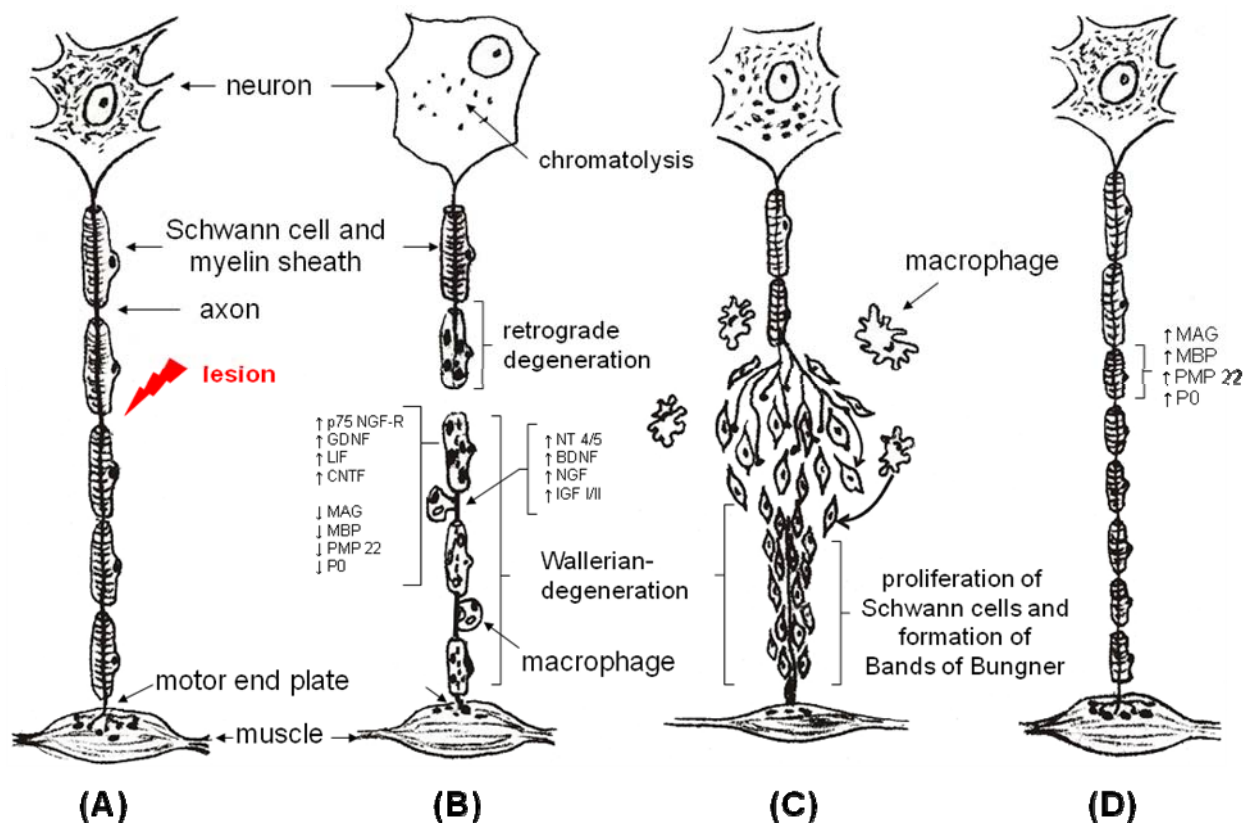 neuron
chromatolysis
Schwann cell and
myelin sheath
axon
lesion
retrograde
degeneration
↑ p75 NGF-R
↑ GDNF
↑ LIF
↑ CNTF
↓ MAG
↓ MBP
↓ PMP 22
↓ P0
↑ NT 4/5
↑ BDNF
↑ NGF
↑ IGF I/II
Wallerian-
degeneration
macrophage
motor end plate
muscle
macrophage
proliferation of
Schwann cells and
formation of
Bands of Bungner
↑ MAG
↑ MBP
↑ PMP 22
↑ P0
(A)
(B)
(C)
(D)